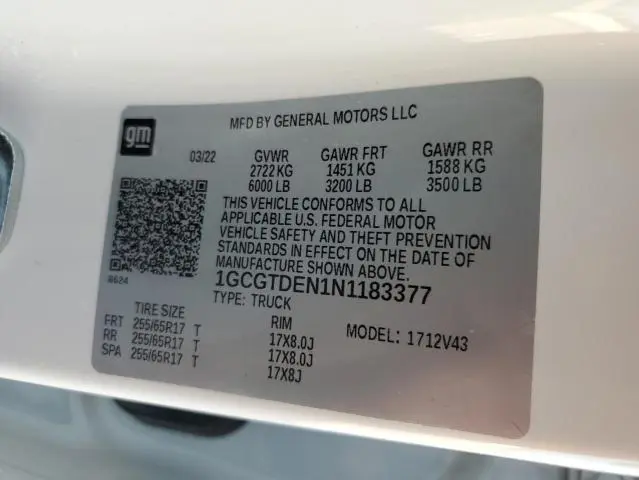 gm
MFD BY GENERAL MOTORS LLC
03/22 GVWR GAWR FRT GAWR RR
2722 KG 1451 KG 1588 KG
6000 LB 3200 LB 3500 LB
THIS VEHICLE CONFORMS TO ALL
APPLICABLE U.S. FEDERAL MOTOR
VEHICLE SAFETY AND THEFT PREVENTION
STANDARDS IN EFFECT ON THE DATE OF
MANUFACTURE SHOWN ABOVE.
8624
1GCGTDEN1N1183377
TYPE: TRUCK
TIRE SIZE RIM MODEL: 1712V43
FRT 255/65R17 T 17X8.0J
RR 255/65R17 T 17X8.0J
SPA 255/65R17 T 17X8J